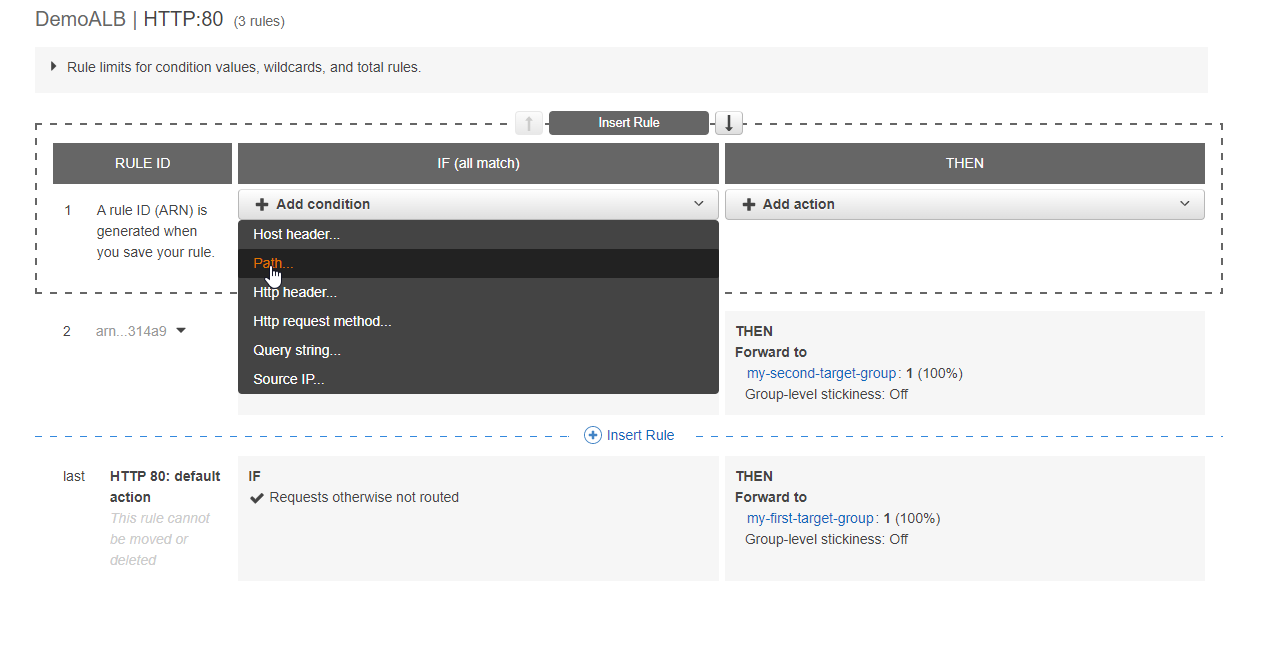 DemoALB | HTTP:80 (3 rules)
Rule limits for condition values, wildcards, and total rules.
Insert Rule
RULE ID
IF (all match)
THEN
1
A rule ID (ARN) is
generated when
you save your rule.
Add condition
Host header...
Path...
Http header...
Http request method...
Query string...
Source IP...
Add action
2
arn...314a9
THEN
Forward to
my-second-target-group: 1 (100%)
Group-level stickiness: Off
Insert Rule
last
HTTP 80: default
action
This rule cannot
be moved or
deleted
IF
Requests otherwise not routed
THEN
Forward to
my-first-target-group: 1 (100%)
Group-level stickiness: Off